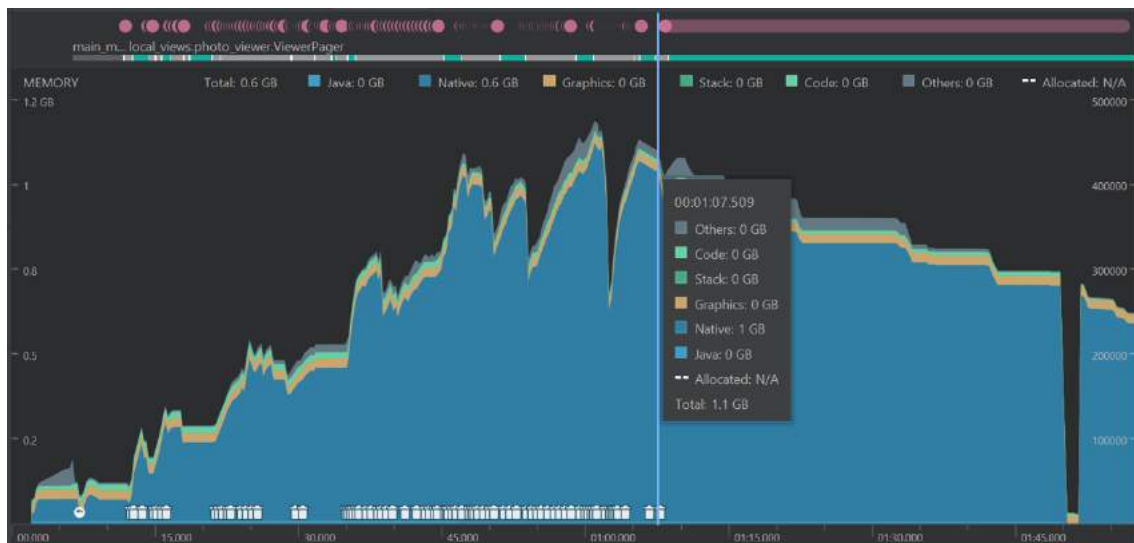 main_m... local_views.photo_viewer.ViewerPager
MEMORY Total: 0.6 GB Java: 0 GB Native: 0.6 GB Graphics: 0 GB Stack: 0 GB Code: 0 GB Others: 0 GB Allocated: N/A
1.2 GB 500000
1 400000
00:01:07.509
Others: 0 GB
Code: 0 GB
0.8 300000
Stack: 0 GB
Graphics: 0 GB
Native: 1 GB
0.5 200000
Java: 0 GB
Allocated: N/A
Total: 1.1 GB
0.2 100000
00.000 15.000 30.000 45.000 01:00.000 01:15.000 01:30.000 01:45.000